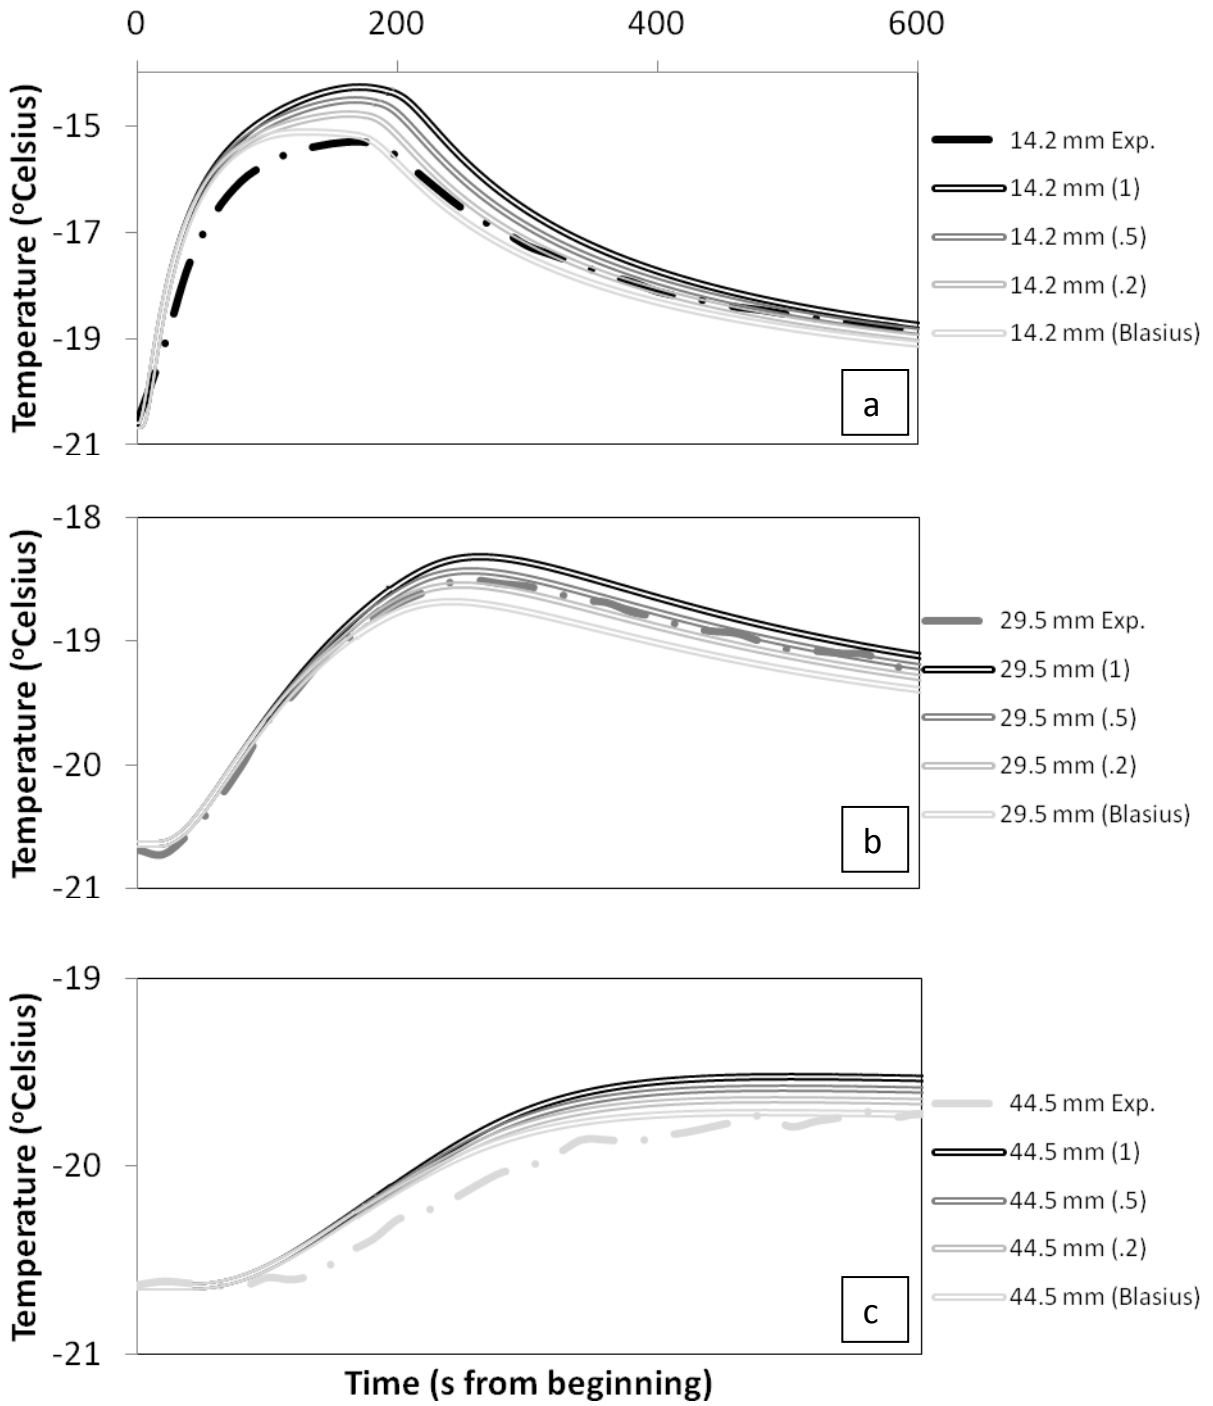 0 200 400 600
Temperature (°Celsius)
-15
-17
-19
-21
14.2 mm Exp.
14.2 mm (1)
14.2 mm (.5)
14.2 mm (.2)
14.2 mm (Blasius)
a
Temperature (°Celsius)
-18
-19
-20
-21
29.5 mm Exp.
29.5 mm (1)
29.5 mm (.5)
29.5 mm (.2)
29.5 mm (Blasius)
b
Temperature (°Celsius)
-19
-20
-21
44.5 mm Exp.
44.5 mm (1)
44.5 mm (.5)
44.5 mm (.2)
44.5 mm (Blasius)
c
Time (s from beginning)